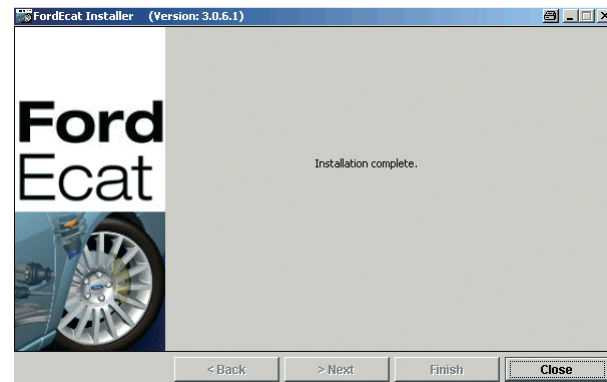 FordEcat Installer (Version: 3.0.6.1)
Ford
Ecat
Installation complete.
< Back
> Next
Finish
Close